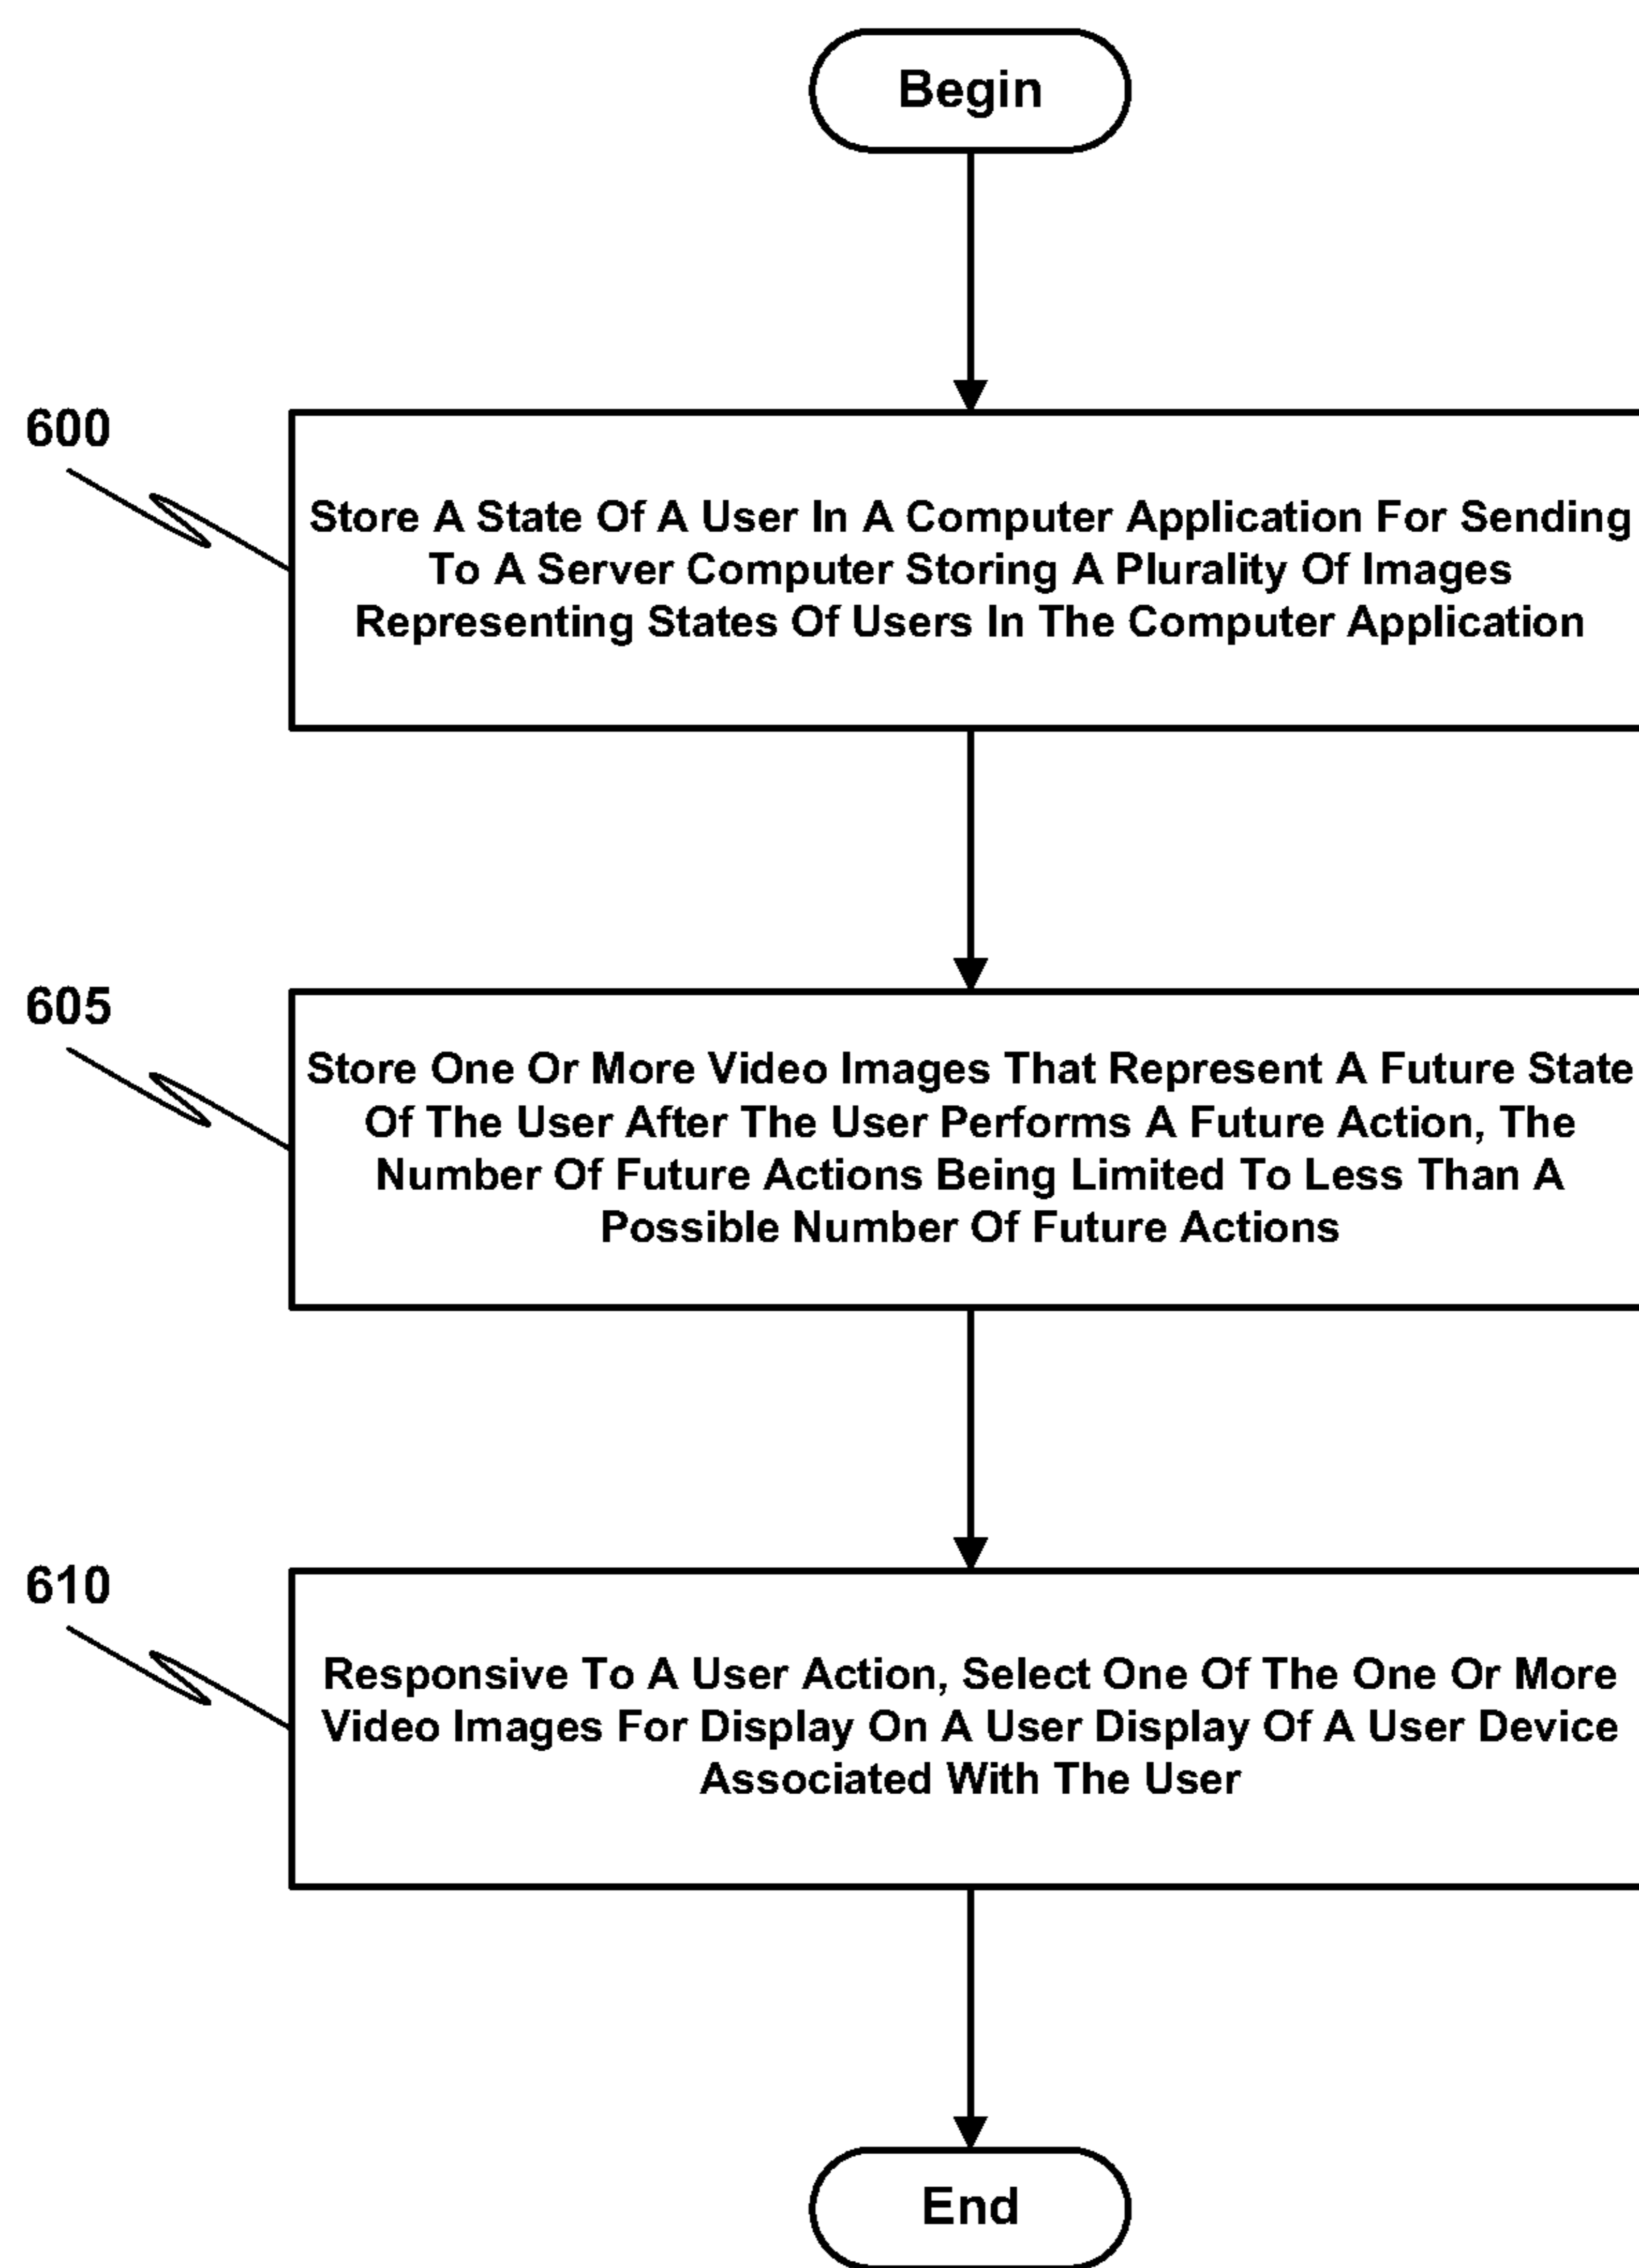 Begin
600
Store A State Of A User In A Computer Application For Sending
To A Server Computer Storing A Plurality Of Images
Representing States Of Users In The Computer Application
605
Store One Or More Video Images That Represent A Future State
Of The User After The User Performs A Future Action, The
Number Of Future Actions Being Limited To Less Than A
Possible Number Of Future Actions
610
Responsive To A User Action, Select One Of The One Or More
Video Images For Display On A User Display Of A User Device
Associated With The User
End